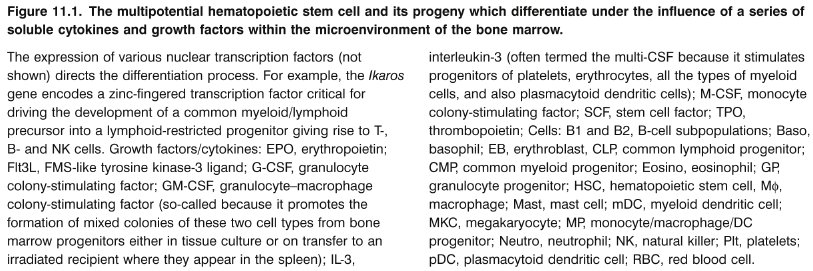 Figure 11.1. The multipotential hematopoietic stem cell and its progeny which differentiate under the influence of a series of
soluble cytokines and growth factors within the microenvironment of the bone marrow.
The expression of various nuclear transcription factors (not
shown) directs the differentiation process. For example, the Ikaros
gene encodes a zinc-fingered transcription factor critical for
driving the development of a common myeloid/lymphoid
precursor into a lymphoid-restricted progenitor giving rise to T-,
B- and NK cells. Growth factors/cytokines: EPO, erythropoietin;
Flt3L, FMS-like tyrosine kinase-3 ligand; G-CSF, granulocyte
colony-stimulating factor; GM-CSF, granulocyte–macrophage
colony-stimulating factor (so-called because it promotes the
formation of mixed colonies of these two cell types from bone
marrow progenitors either in tissue culture or on transfer to an
irradiated recipient where they appear in the spleen); IL-3,
interleukin-3 (often termed the multi-CSF because it stimulates
progenitors of platelets, erythrocytes, all the types of myeloid
cells, and also plasmacytoid dendritic cells); M-CSF, monocyte
colony-stimulating factor; SCF, stem cell factor; TPO,
thrombopoietin; Cells: B1 and B2, B-cell subpopulations; Baso,
basophil; EB, erythroblast, CLP, common lymphoid progenitor;
CMP, common myeloid progenitor; Eosino, eosinophil; GP,
granulocyte progenitor; HSC, hematopoietic stem cell, Mϕ,
macrophage; Mast, mast cell; mDC, myeloid dendritic cell;
MKC, megakaryocyte; MP, monocyte/macrophage/DC
progenitor; Neutro, neutrophil; NK, natural killer; Plt, platelets;
pDC, plasmacytoid dendritic cell; RBC, red blood cell.